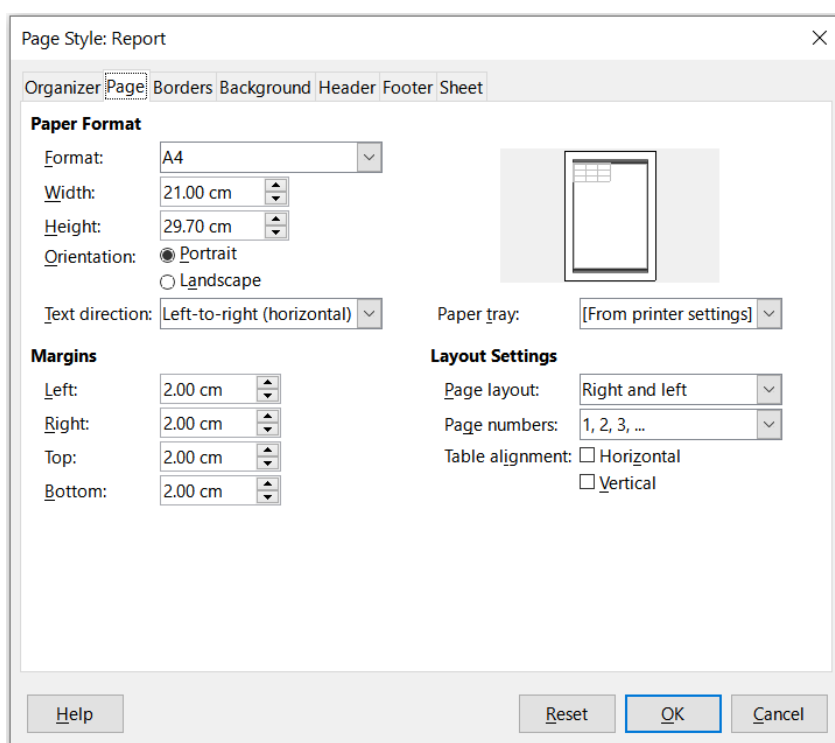 Page Style: Report
Organizer Page Borders Background Header Footer Sheet
Paper Format
Format: A4
Width: 21.00 cm
Height: 29.70 cm
Orientation: Portrait
Landscape
Text direction: Left-to-right (horizontal) Paper tray: [From printer settings]
Margins Layout Settings
Left: 2.00 cm Page layout: Right and left
Right: 2.00 cm Page numbers: 1, 2, 3, ...
Top: 2.00 cm Table alignment: Horizontal
Bottom: 2.00 cm Vertical
Help Reset OK Cancel